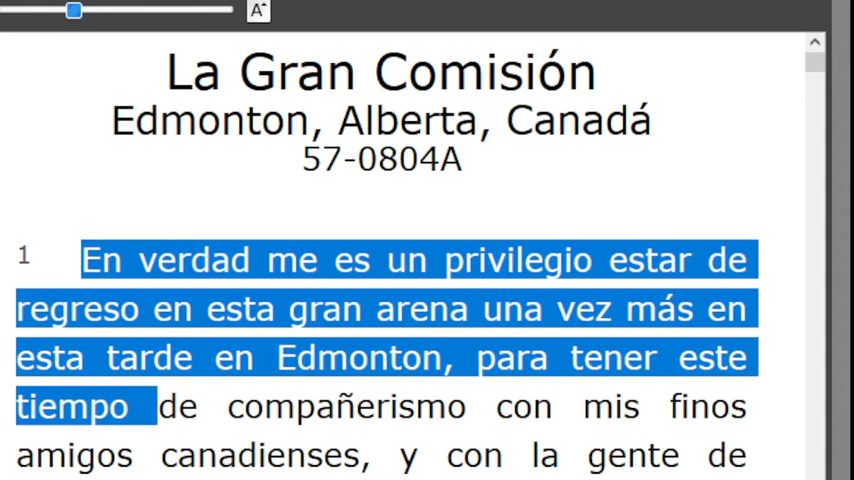 A
La Gran Comisión
Edmonton, Alberta, Canadá
57-0804A
1 En verdad me es un privilegio estar de
regreso en esta gran arena una vez más en
esta tarde en Edmonton, para tener este
tiempo de compañerismo con mis finos
amigos canadienses, y con la gente de